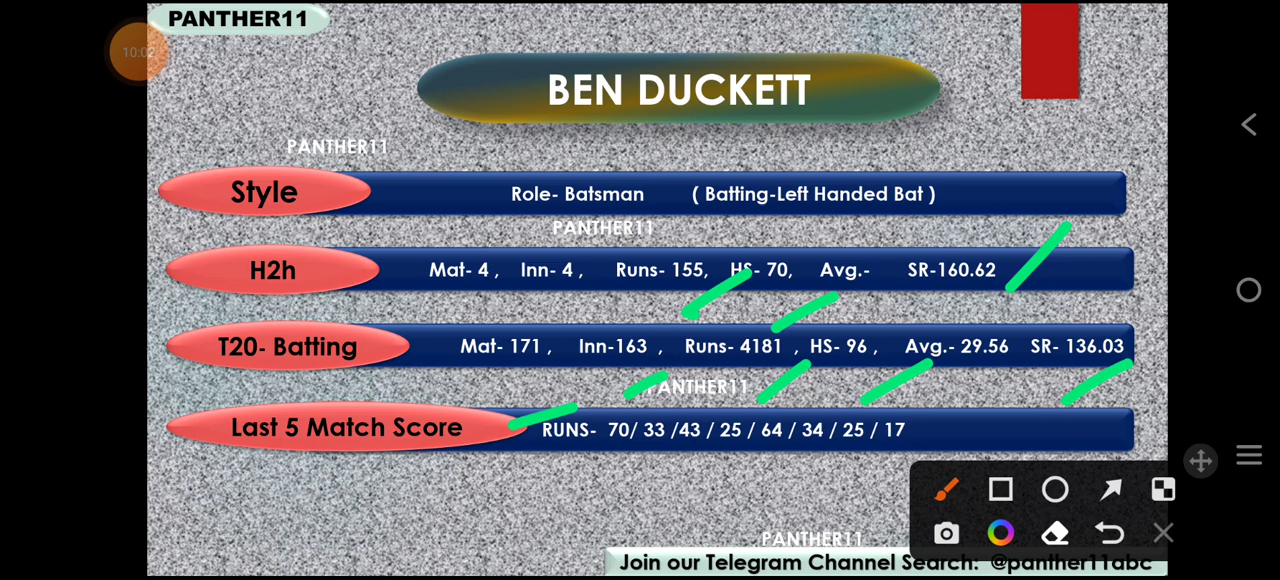 PANTHER11
10:02
BEN DUCKETT
PANTHER11
Style Role- Batsman ( Batting-Left Handed Bat )
PANTHER11
H2h Mat- 4 , Inn- 4 , Runs- 155, HS- 70, Avg.- SR-160.62
T20- Batting Mat- 171 , Inn-163 , Runs- 4181 , HS- 96 , Avg.- 29.56 SR- 136.03
PANTHER11
Last 5 Match Score RUNS- 70/ 33 /43 / 25 / 64 / 34 / 25 / 17
PANTHER11
Join our Telegram Channel Search: @panther11abc